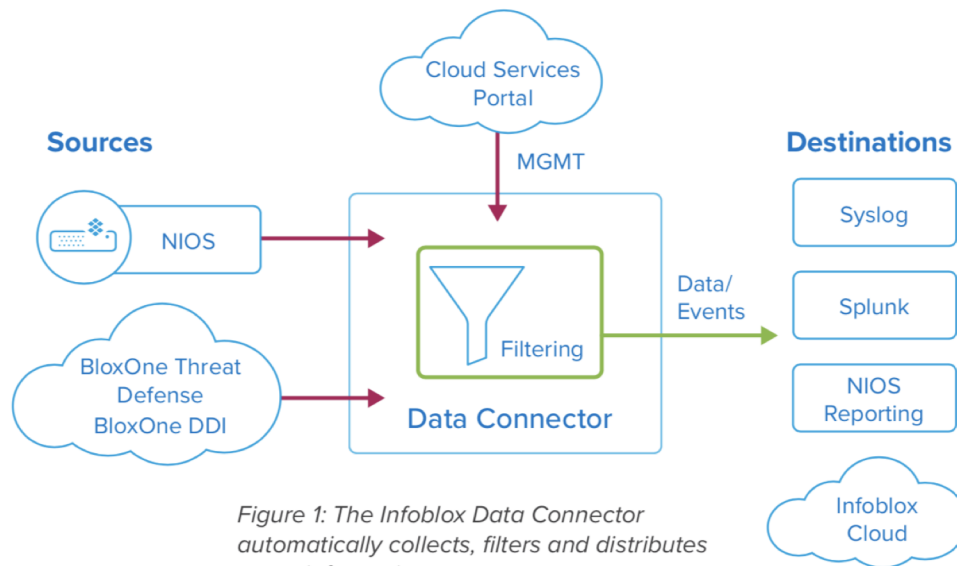 Cloud Services
Portal
MGMT
Sources
NIOS
BloxOne Threat
Defense
BloxOne DDI
Filtering
Data Connector
Data/
Events
Destinations
Syslog
Splunk
NIOS
Reporting
Infoblox
Cloud
Figure 1: The Infoblox Data Connector
automatically collects, filters and distributes